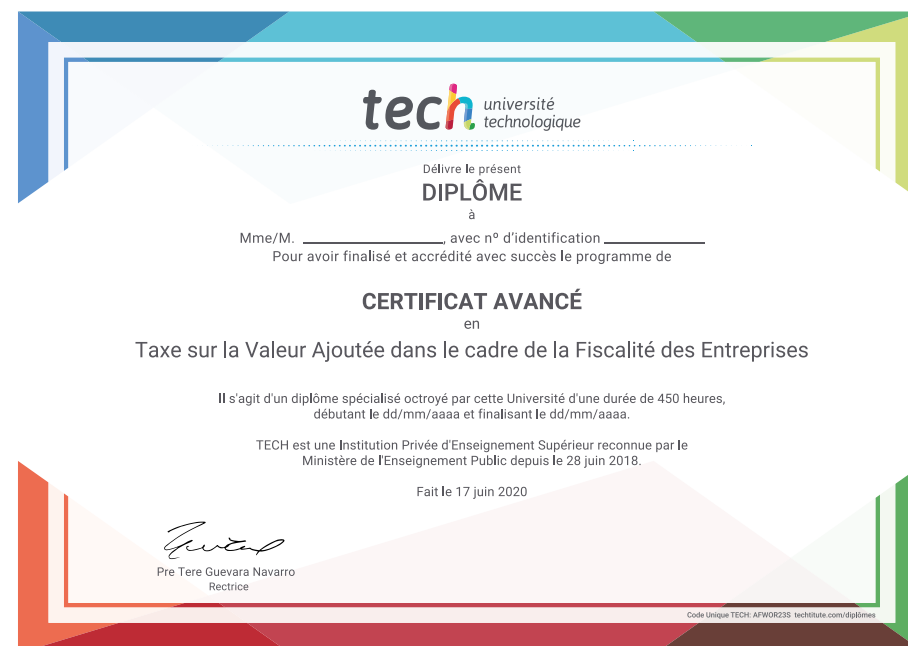 tech université
technologique
Délivre le présent
DIPLÔME
à
Mme/M. ____________________, avec nº d'identification ______________
Pour avoir finalisé et accrédité avec succès le programme de
CERTIFICAT AVANCÉ
en
Taxe sur la Valeur Ajoutée dans le cadre de la Fiscalité des Entreprises
Il s'agit d'un diplôme spécialisé octroyé par cette Université d'une durée de 450 heures,
débutant le dd/mm/aaaa et finalisant le dd/mm/aaaa.
TECH est une Institution Privée d'Enseignement Supérieur reconnue par le
Ministère de l'Enseignement Public depuis le 28 juin 2018.
Fait le 17 juin 2020
Pre Tere Guevara Navarro
Rectrice
Code Unique TECH: AFWOR23S techtitute.com/diplômes